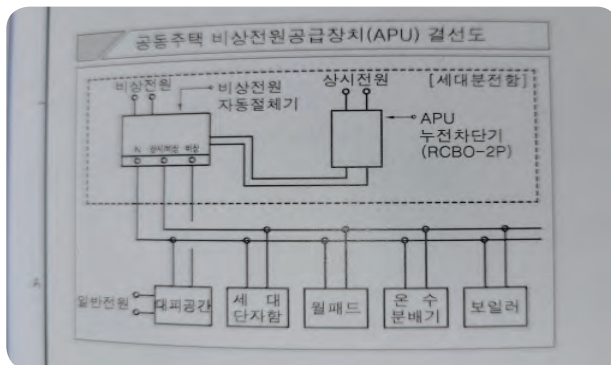 공동주택 비상전원공급장치(APU) 결선도
비상전원
비상전원
자동절체기
상시전원
[세대분전함]
APU
누전차단기
(RCBO-2P)
N 상시/비상 비상
일반전원
대피공간
세 대
단자함
월패드
온 수
분배기
보일러